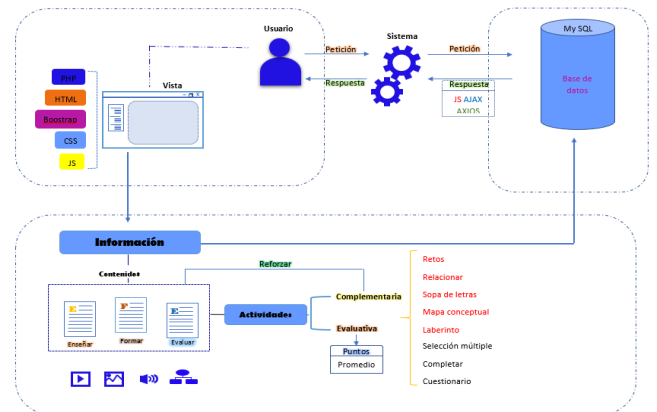 Usuario
Sistema
My SQL
Petición
Petición
Respuesta
Respuesta
JS AJAX
AXIOS
Base de
datos
Vista
PHP
HTML
Boostrap
CSS
JS
Información
Contenidos
Reforzar
E
F
E
Enseñar
Formar
Evaluar
Actividades
Complementaria
Evaluativa
Puntos
Promedio
Retos
Relacionar
Sopa de letras
Mapa conceptual
Laberinto
Selección múltiple
Completar
Cuestionario